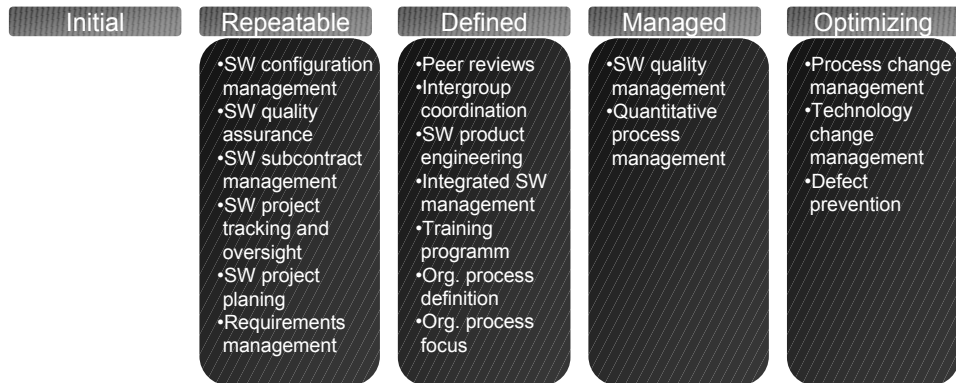 Initial
Repeatable
•SW configuration
management
•SW quality
assurance
•SW subcontract
management
•SW project
tracking and
oversight
•SW project
planing
•Requirements
management
Defined
•Peer reviews
•Intergroup
coordination
•SW product
engineering
•Integrated SW
management
•Training
programm
•Org. process
definition
•Org. process
focus
Managed
•SW quality
management
•Quantitative
process
management
Optimizing
•Process change
management
•Technology
change
management
•Defect
prevention